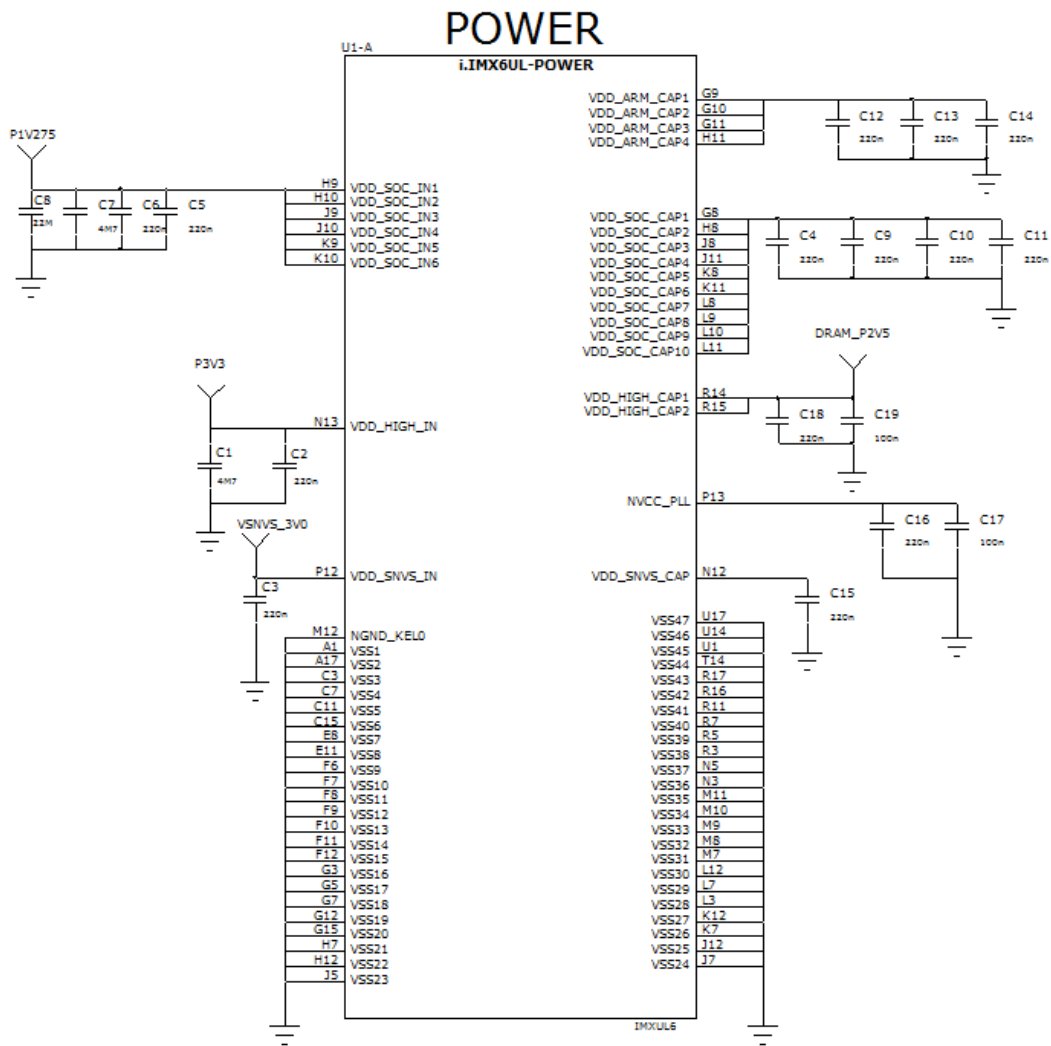 POWER
U1-A
i.IMX6UL-POWER
P1V275
C8
22M
C7
4M7
C6
220n
C5
220n
H9 VDD_SOC_IN1
H10 VDD_SOC_IN2
J9 VDD_SOC_IN3
J10 VDD_SOC_IN4
K9 VDD_SOC_IN5
K10 VDD_SOC_IN6
P3V3
N13 VDD_HIGH_IN
C1
4M7
C2
220n
VSNVS_3V0
P12 VDD_SNVS_IN
C3
220n
M12 NGND_KEL0
A1 VSS1
A17 VSS2
C3 VSS3
C7 VSS4
C11 VSS5
C15 VSS6
E8 VSS7
E11 VSS8
F6 VSS9
F7 VSS10
F8 VSS11
F9 VSS12
F10 VSS13
F11 VSS14
F12 VSS15
G3 VSS16
G5 VSS17
G7 VSS18
G12 VSS19
G15 VSS20
H7 VSS21
H12 VSS22
J5 VSS23
VDD_ARM_CAP1 G9
VDD_ARM_CAP2 G10
VDD_ARM_CAP3 G11
VDD_ARM_CAP4 H11
C12
220n
C13
220n
C14
220n
VDD_SOC_CAP1 G8
VDD_SOC_CAP2 H8
VDD_SOC_CAP3 J8
VDD_SOC_CAP4 J11
VDD_SOC_CAP5 K8
VDD_SOC_CAP6 K11
VDD_SOC_CAP7 L8
VDD_SOC_CAP8 L9
VDD_SOC_CAP9 L10
VDD_SOC_CAP10 L11
C4
220n
C9
220n
C10
220n
C11
220n
DRAM_P2V5
VDD_HIGH_CAP1 R14
VDD_HIGH_CAP2 R15
C18
220n
C19
100n
NVCC_PLL P13
C16
220n
C17
100n
VDD_SNVS_CAP N12
C15
220n
VSS47 U17
VSS46 U14
VSS45 U1
VSS44 T14
VSS43 R17
VSS42 R16
VSS41 R11
VSS40 R7
VSS39 R5
VSS38 R3
VSS37 N5
VSS36 N3
VSS35 M11
VSS34 M10
VSS33 M9
VSS32 M8
VSS31 M7
VSS30 L12
VSS29 L7
VSS28 L3
VSS27 K12
VSS26 K7
VSS25 J12
VSS24 J7
IMXUL6